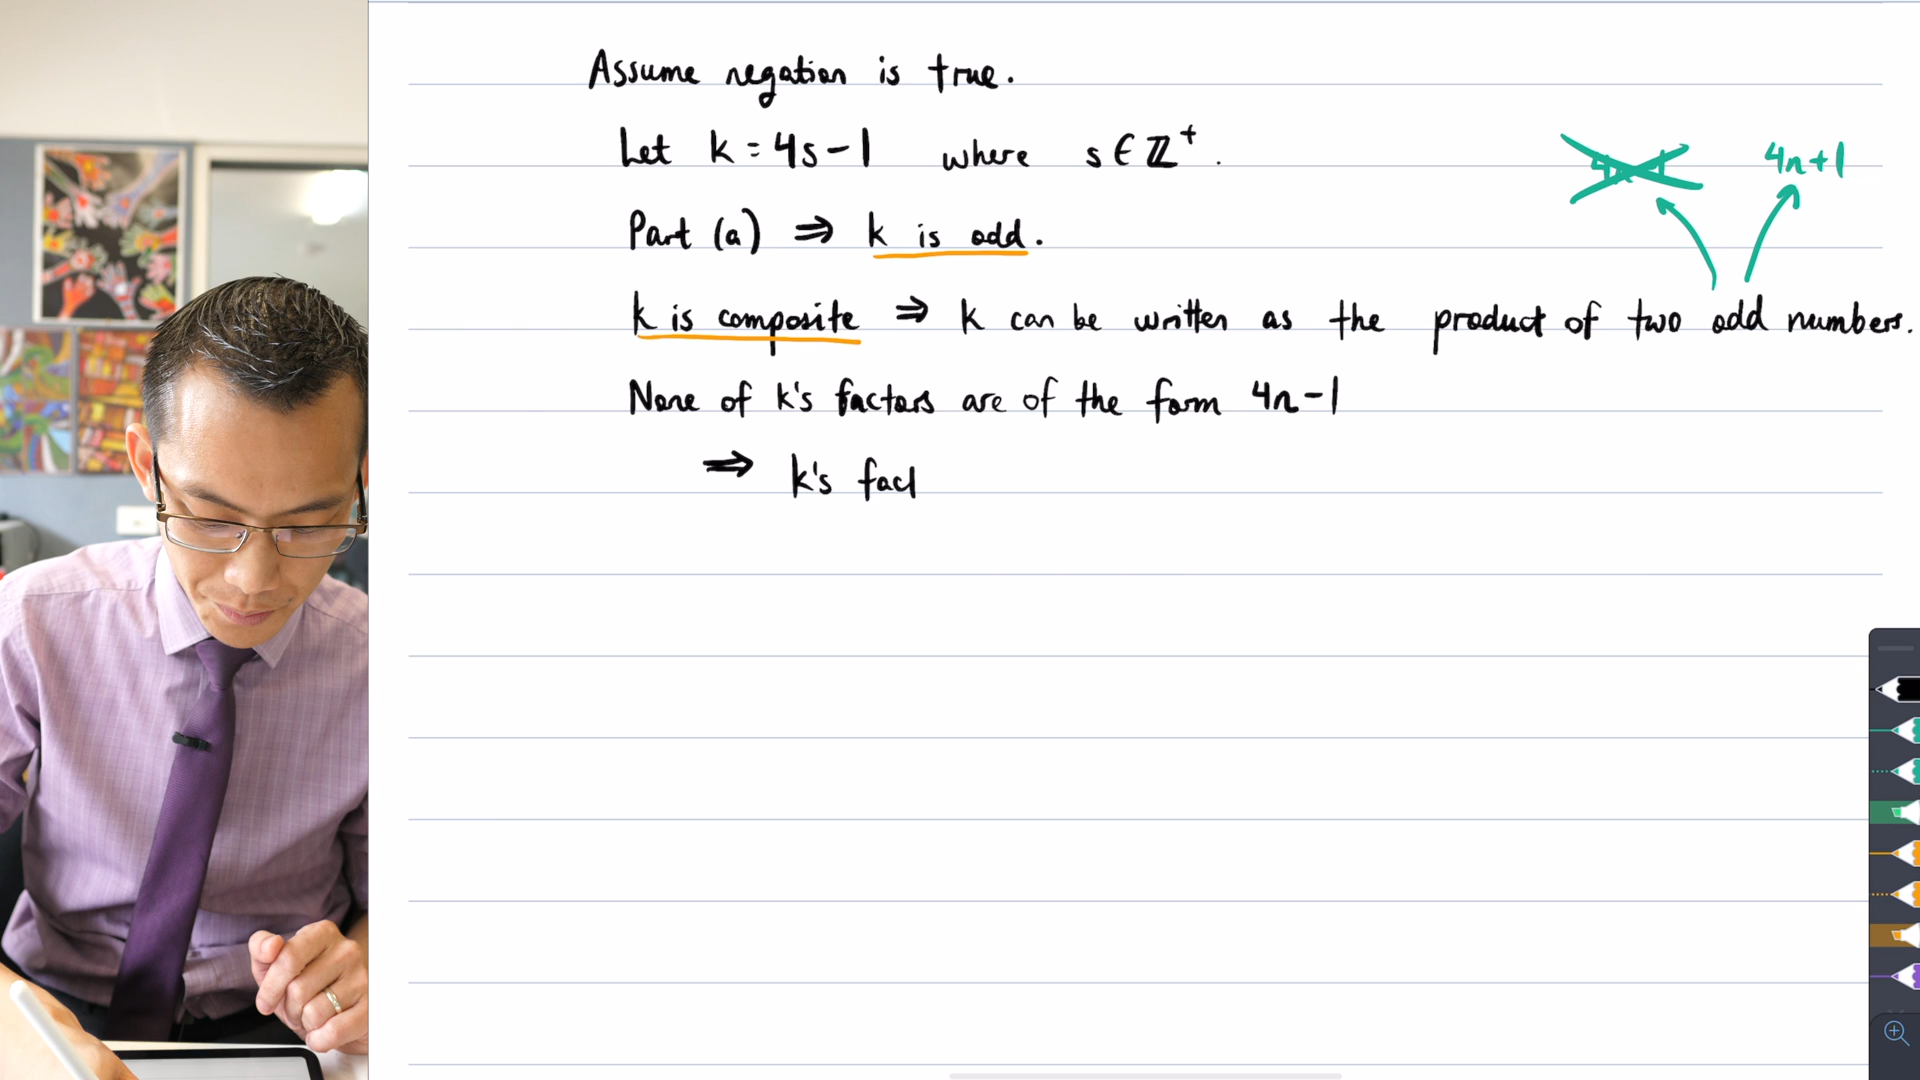 Assume negation is true.
Let k = 4s - 1 where s ∈ ℤ⁺.
4n+1
Part (a) ⇒ k is odd.
k is composite ⇒ k can be written as the product of two odd numbers.
None of k's factors are of the form 4n-1
⇒ k's fact